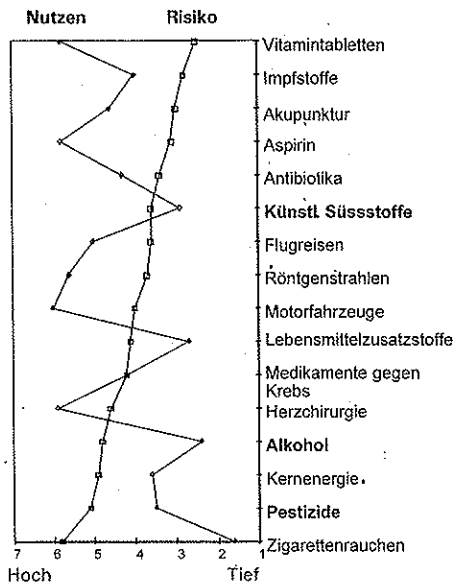 Nutzen Risiko
Vitamintabletten
Impfstoffe
Akupunktur
Aspirin
Antibiotika
Künstl. Süssstoffe
Flugreisen
Röntgenstrahlen
Motorfahrzeuge
Lebensmittelzusatzstoffe
Medikamente gegen
Krebs
Herzchirurgie
Alkohol
Kernenergie
Pestizide
Zigarettenrauchen
7 6 5 4 3 2 1
Hoch Tief